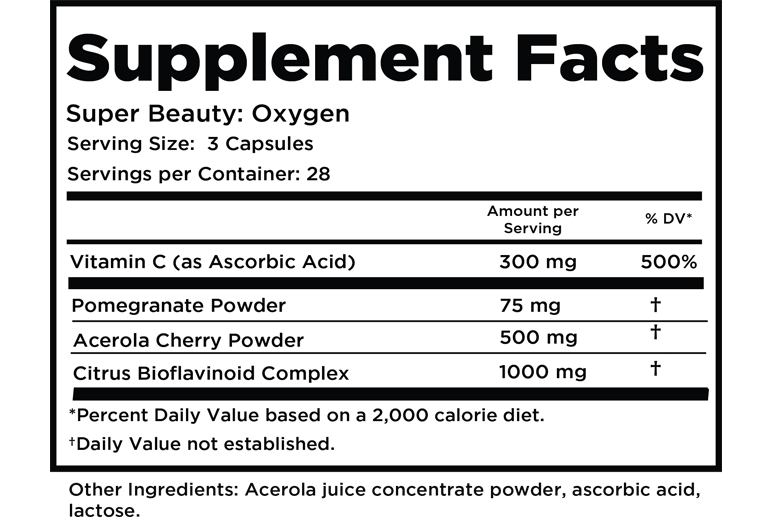 Supplement Facts
Super Beauty: Oxygen
Serving Size: 3 Capsules
Servings per Container: 28
Amount per Serving % DV*
Vitamin C (as Ascorbic Acid) 300 mg 500%
Pomegranate Powder 75 mg †
Acerola Cherry Powder 500 mg †
Citrus Bioflavinoid Complex 1000 mg †
*Percent Daily Value based on a 2,000 calorie diet.
†Daily Value not established.
Other Ingredients: Acerola juice concentrate powder, ascorbic acid,
lactose.